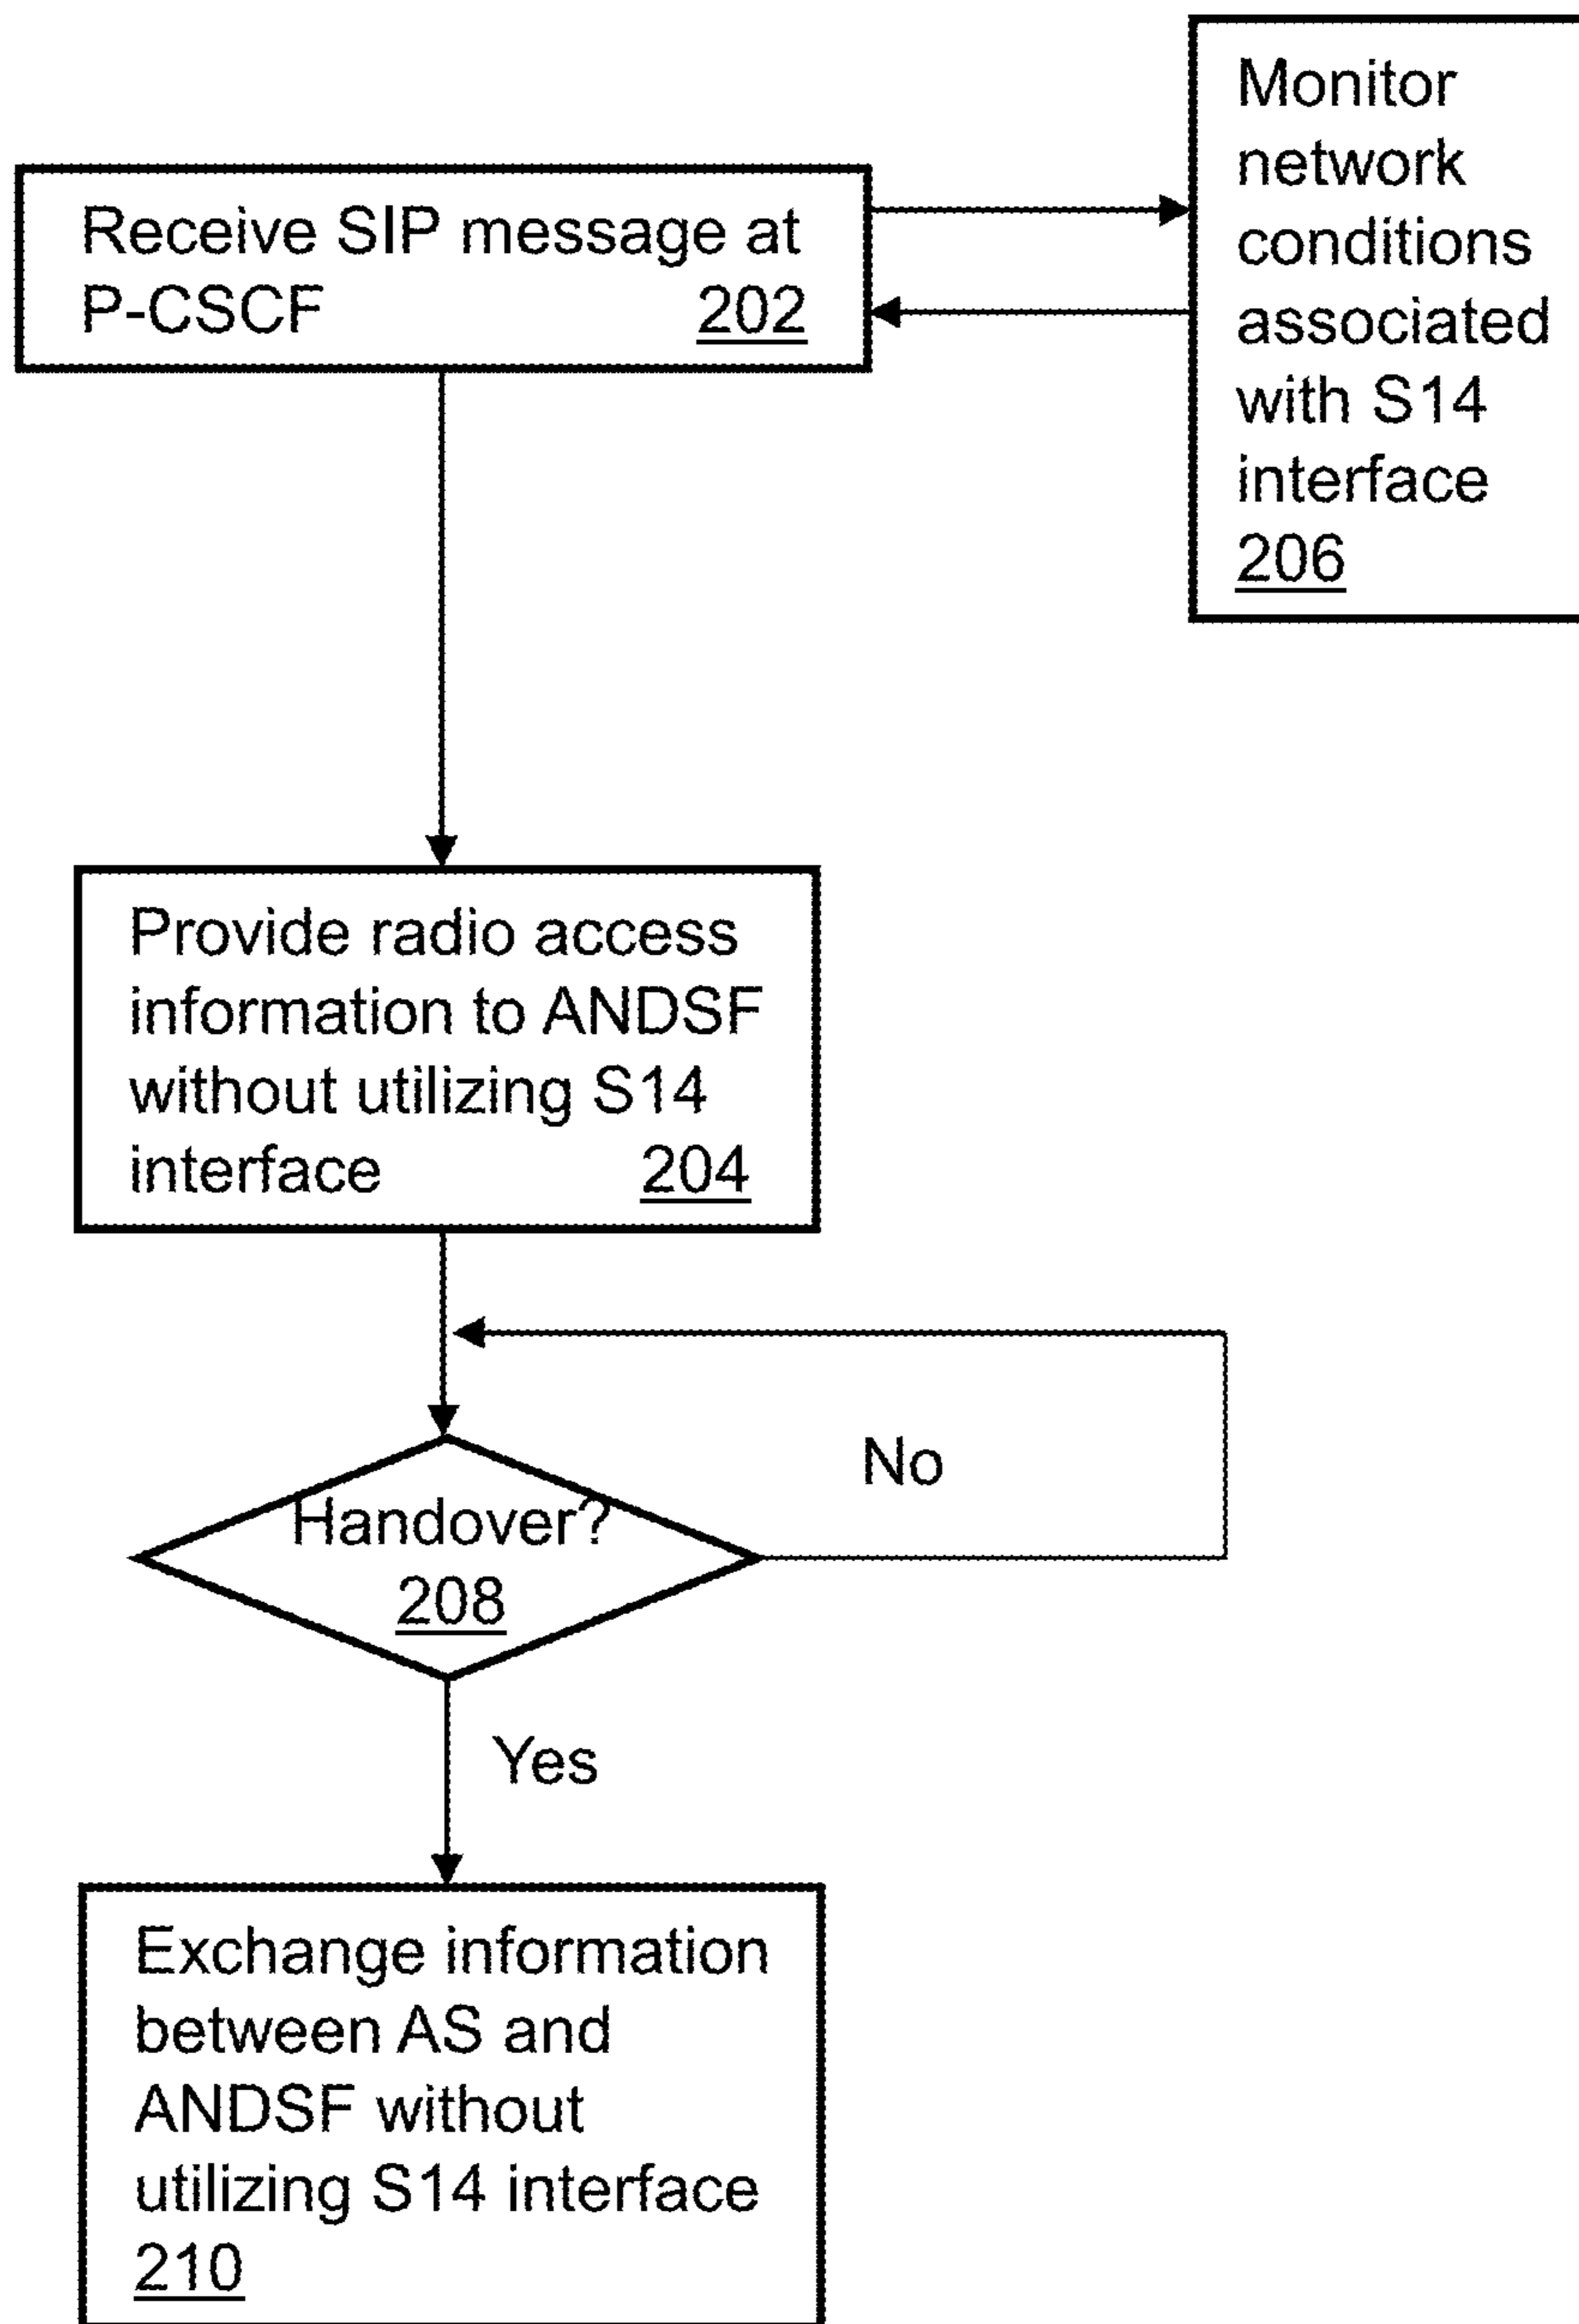 Receive SIP message at
P-CSCF 202
Monitor
network
conditions
associated
with S14
interface
206
Provide radio access
information to ANDSF
without utilizing S14
interface 204
No
Handover?
208
Yes
Exchange information
between AS and
ANDSF without
utilizing S14 interface
210